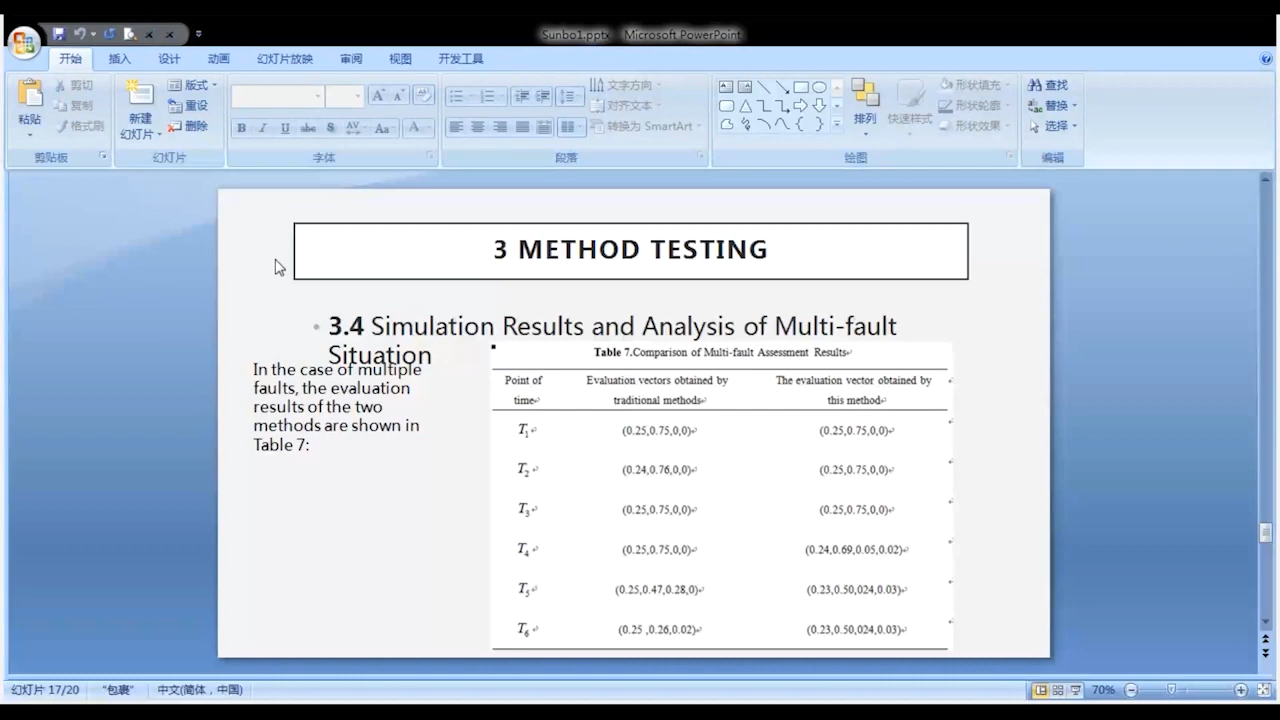 Sunbo1.pptx - Microsoft PowerPoint
开始 插入 设计 动画 幻灯片放映 审阅 视图 开发工具
粘贴
剪切
复制
格式刷
剪贴板
新建
幻灯片
版式
重设
删除
幻灯片
B I U abc S AV Aa A
字体
文字方向
对齐文本
转换为 SmartArt
段落
排列
快速样式
形状填充
形状轮廓
形状效果
绘图
查找
替换
选择
编辑
3 METHOD TESTING
• 3.4 Simulation Results and Analysis of Multi-fault
Situation
In the case of multiple
faults, the evaluation
results of the two
methods are shown in
Table 7:
Table 7.Comparison of Multi-fault Assessment Results
Point of time Evaluation vectors obtained by traditional methods The evaluation vector obtained by this method
T1 (0.25,0.75,0,0) (0.25,0.75,0,0)
T2 (0.24,0.76,0,0) (0.25,0.75,0,0)
T3 (0.25,0.75,0,0) (0.25,0.75,0,0)
T4 (0.25,0.75,0,0) (0.24,0.69,0.05,0.02)
T5 (0.25,0.47,0.28,0) (0.23,0.50,024,0.03)
T6 (0.25 ,0.26,0.02) (0.23,0.50,024,0.03)
幻灯片 17/20 "包裹" 中文(简体，中国) 70%